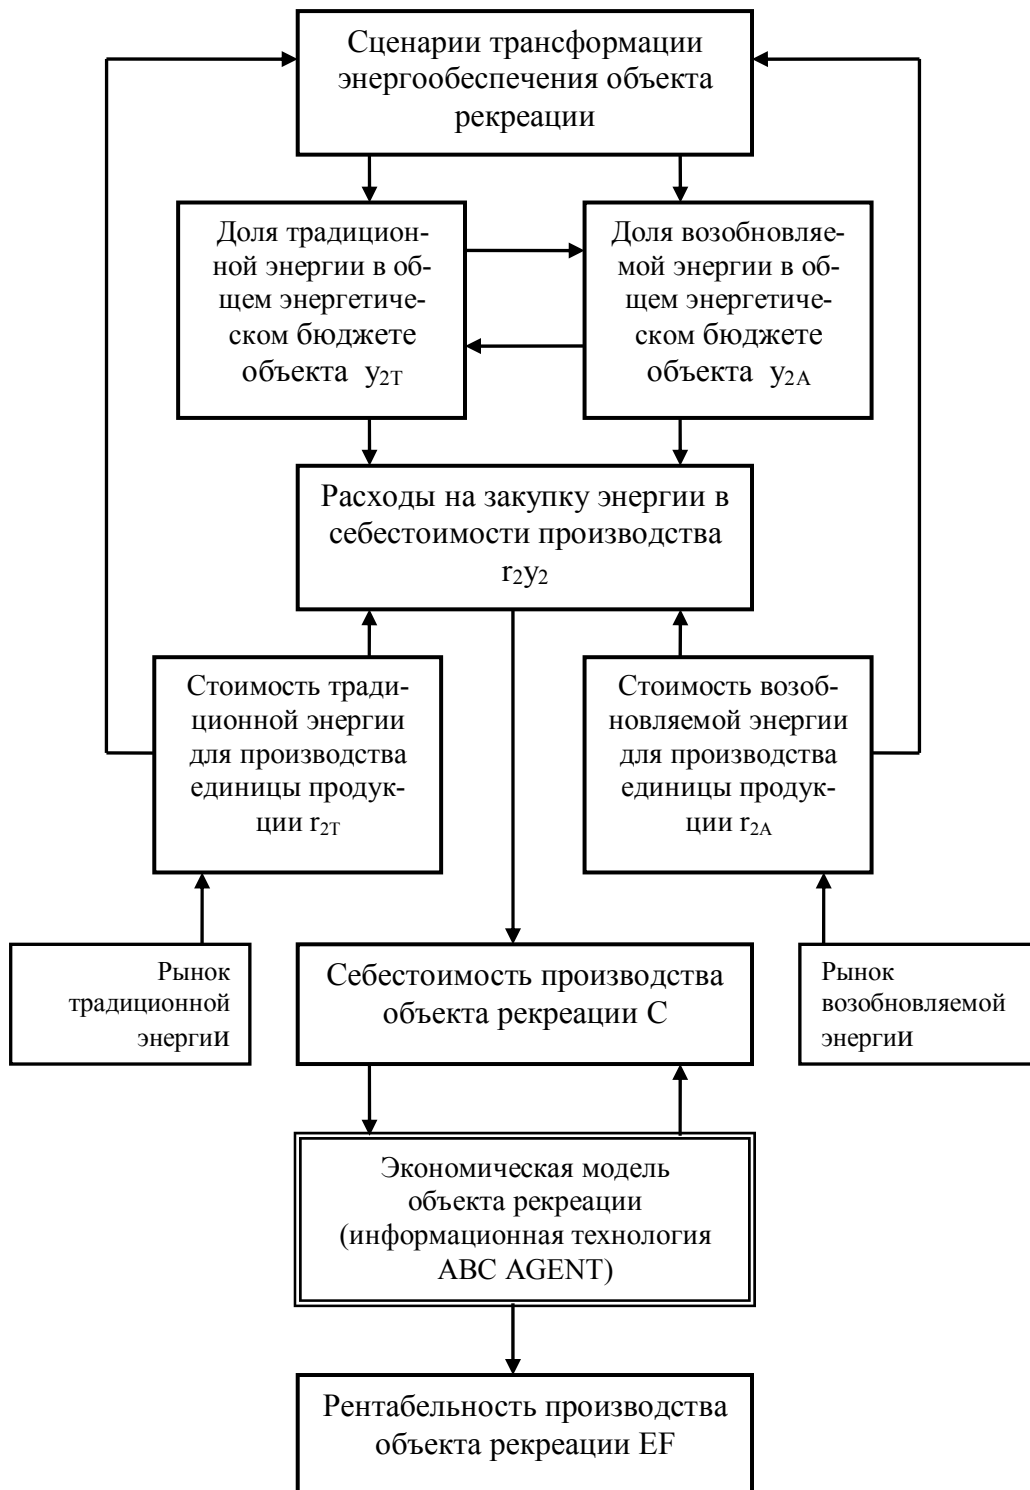 Сценарии трансформации
энергообеспечения объекта
рекреации
Доля традицион-
ной энергии в об-
щем энергетиче-
ском бюджете
объекта y2T
Доля возобновляе-
мой энергии в об-
щем энергетиче-
ском бюджете
объекта y2A
Расходы на закупку энергии в
себестоимости производства
r2y2
Стоимость тради-
ционной энергии
для производства
единицы продук-
ции r2T
Стоимость возоб-
новляемой энергии
для производства
единицы продук-
ции r2A
Рынок
традиционной
энергии
Себестоимость производства
объекта рекреации С
Рынок
возобновляемой
энергии
Экономическая модель
объекта рекреации
(информационная технология
ABC AGENT)
Рентабельность производства
объекта рекреации EF